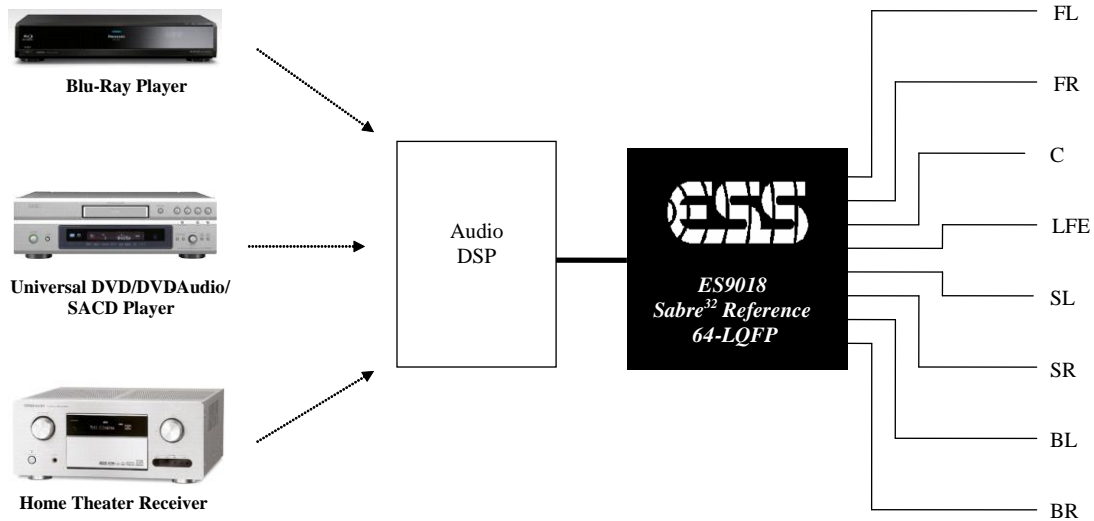 Blu-Ray Player
Universal DVD/DVDAudio/
SACD Player
Home Theater Receiver
Audio
DSP
ESS
ES9018
Sabre32 Reference
64-LQFP
FL
FR
C
LFE
SL
SR
BL
BR